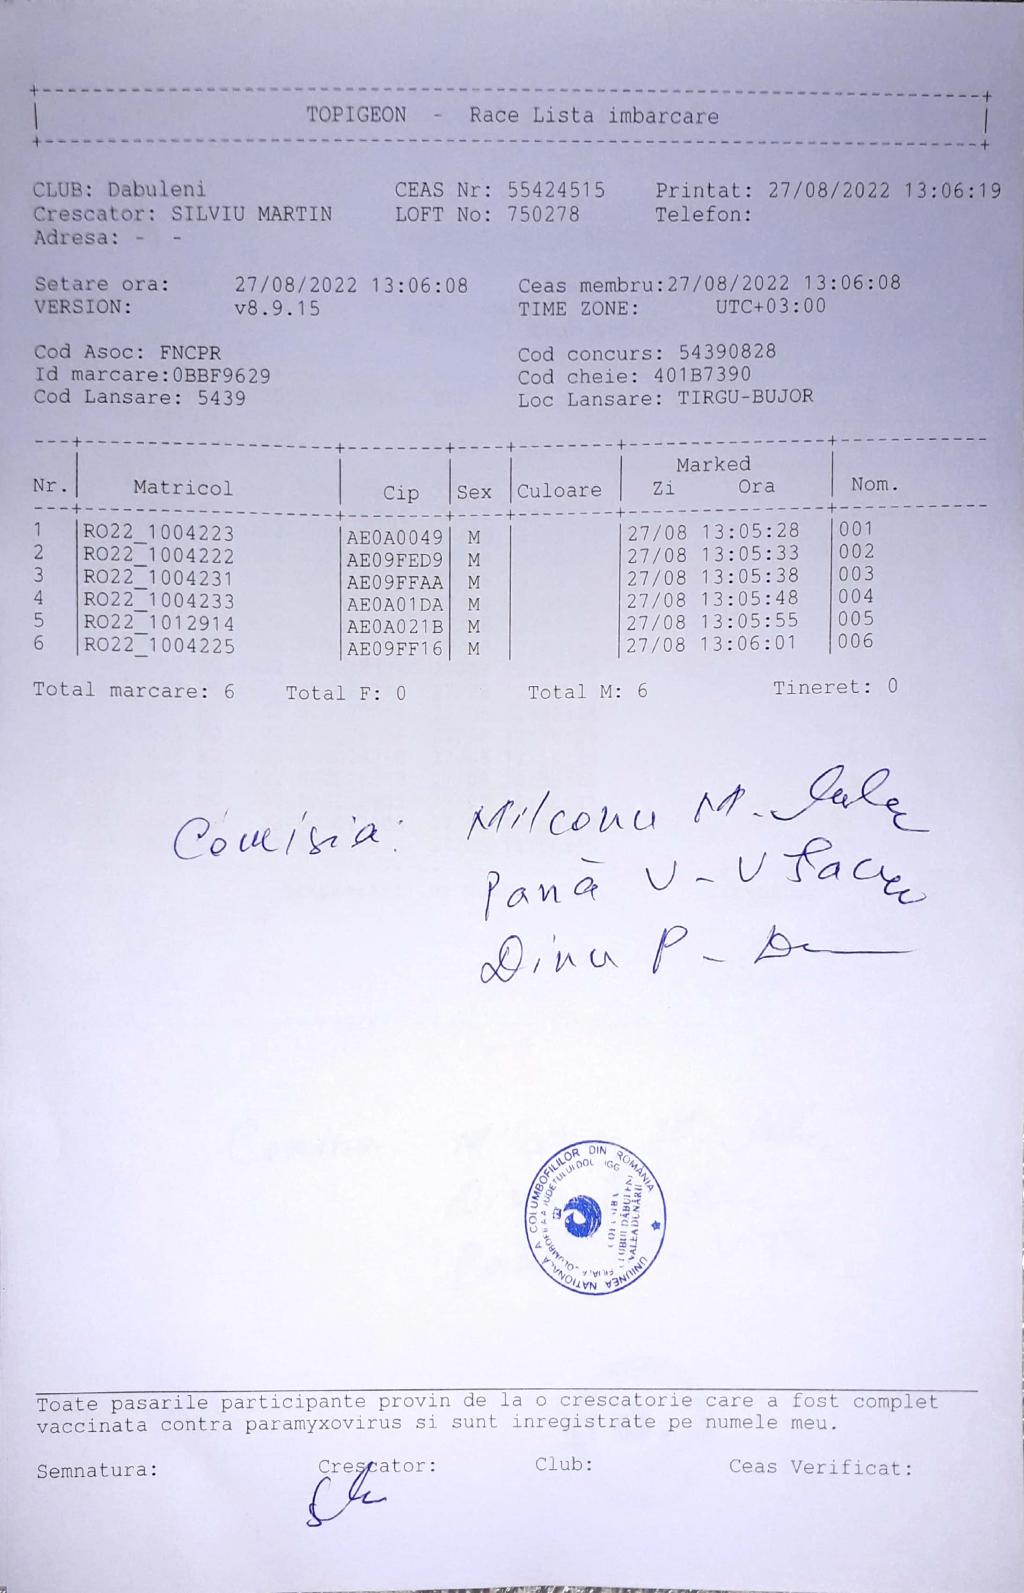 TOPIGEON - Race Lista imbarcare
CLUB: Dabuleni CEAS Nr: 55424515 Printat: 27/08/2022 13:06:19
Crescator: SILVIU MARTIN LOFT No: 750278 Telefon:
Adresa: - -
Setare ora: 27/08/2022 13:06:08 Ceas membru:27/08/2022 13:06:08
VERSION: v8.9.15 TIME ZONE: UTC+03:00
Cod Asoc: FNCPR Cod concurs: 54390828
Id marcare:0BBF9629 Cod cheie: 401B7390
Cod Lansare: 5439 Loc Lansare: TIRGU-BUJOR
Marked
Nr. Matricol Cip Sex Culoare Zi Ora Nom.
1 RO22_1004223 AE0A0049 M 27/08 13:05:28 001
2 RO22_1004222 AE09FED9 M 27/08 13:05:33 002
3 RO22_1004231 AE09FFAA M 27/08 13:05:38 003
4 RO22_1004233 AE0A01DA M 27/08 13:05:48 004
5 RO22_1012914 AE0A021B M 27/08 13:05:55 005
6 RO22_1004225 AE09FF16 M 27/08 13:06:01 006
Total marcare: 6 Total F: 0 Total M: 6 Tineret: 0
Comisia: Milconu M.
Pană V -
Dinu P -
UNIUNEA NATIONALA A COLUMBOFILILOR DIN ROMÂNIA
Toate pasarile participante provin de la o crescatorie care a fost complet
vaccinata contra paramyxovirus si sunt inregistrate pe numele meu.
Semnatura: Crescator: Club: Ceas Verificat: